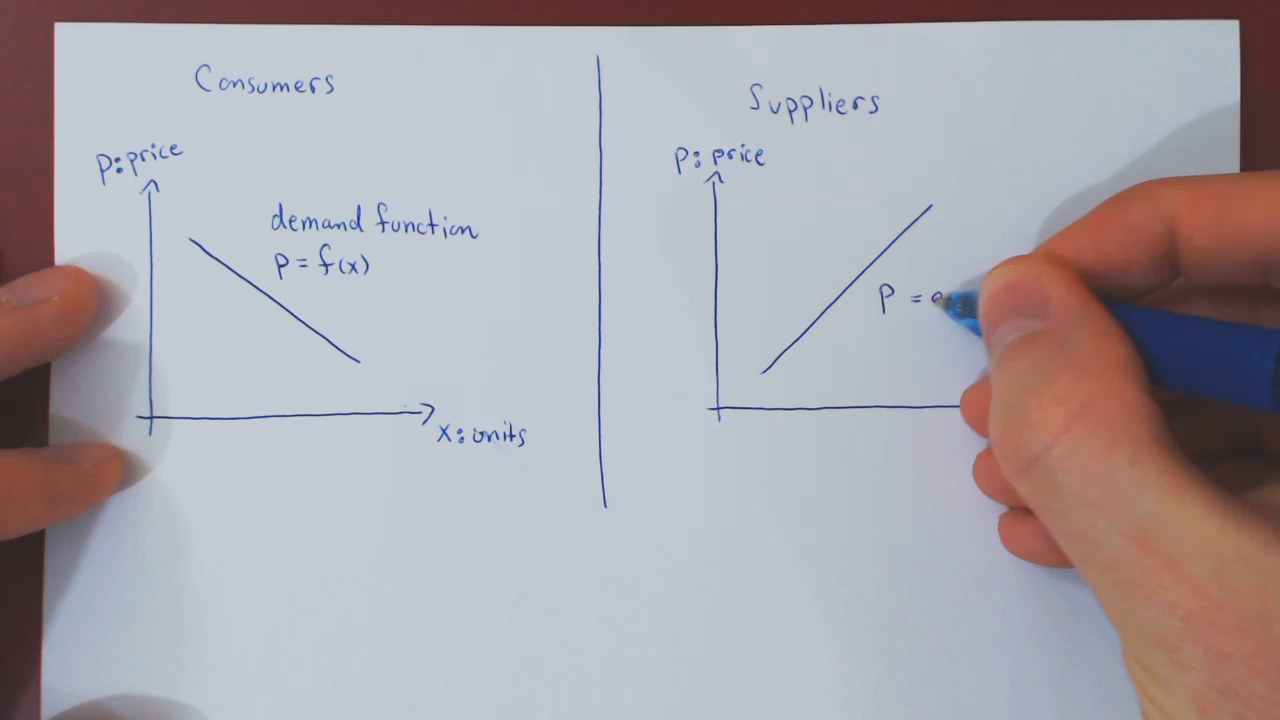 Consumers
p:price
demand function
p = f(x)
x:units
Suppliers
p: price
p =